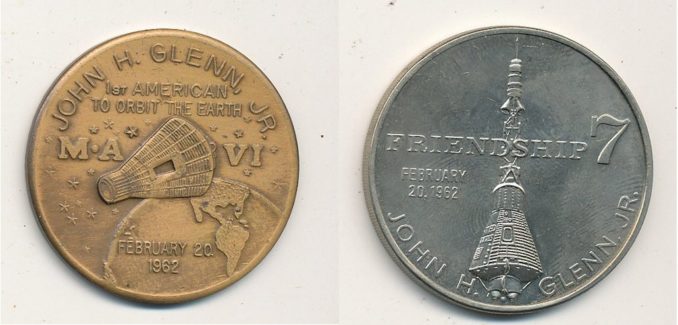 JOHN H. GLENN, JR.
1ST AMERICAN
TO ORBIT THE EARTH
M·A VI
FEBRUARY 20.
1962
FRIENDSHIP 7
FEBRUARY
20.1962
JOHN H. GLENN, JR.